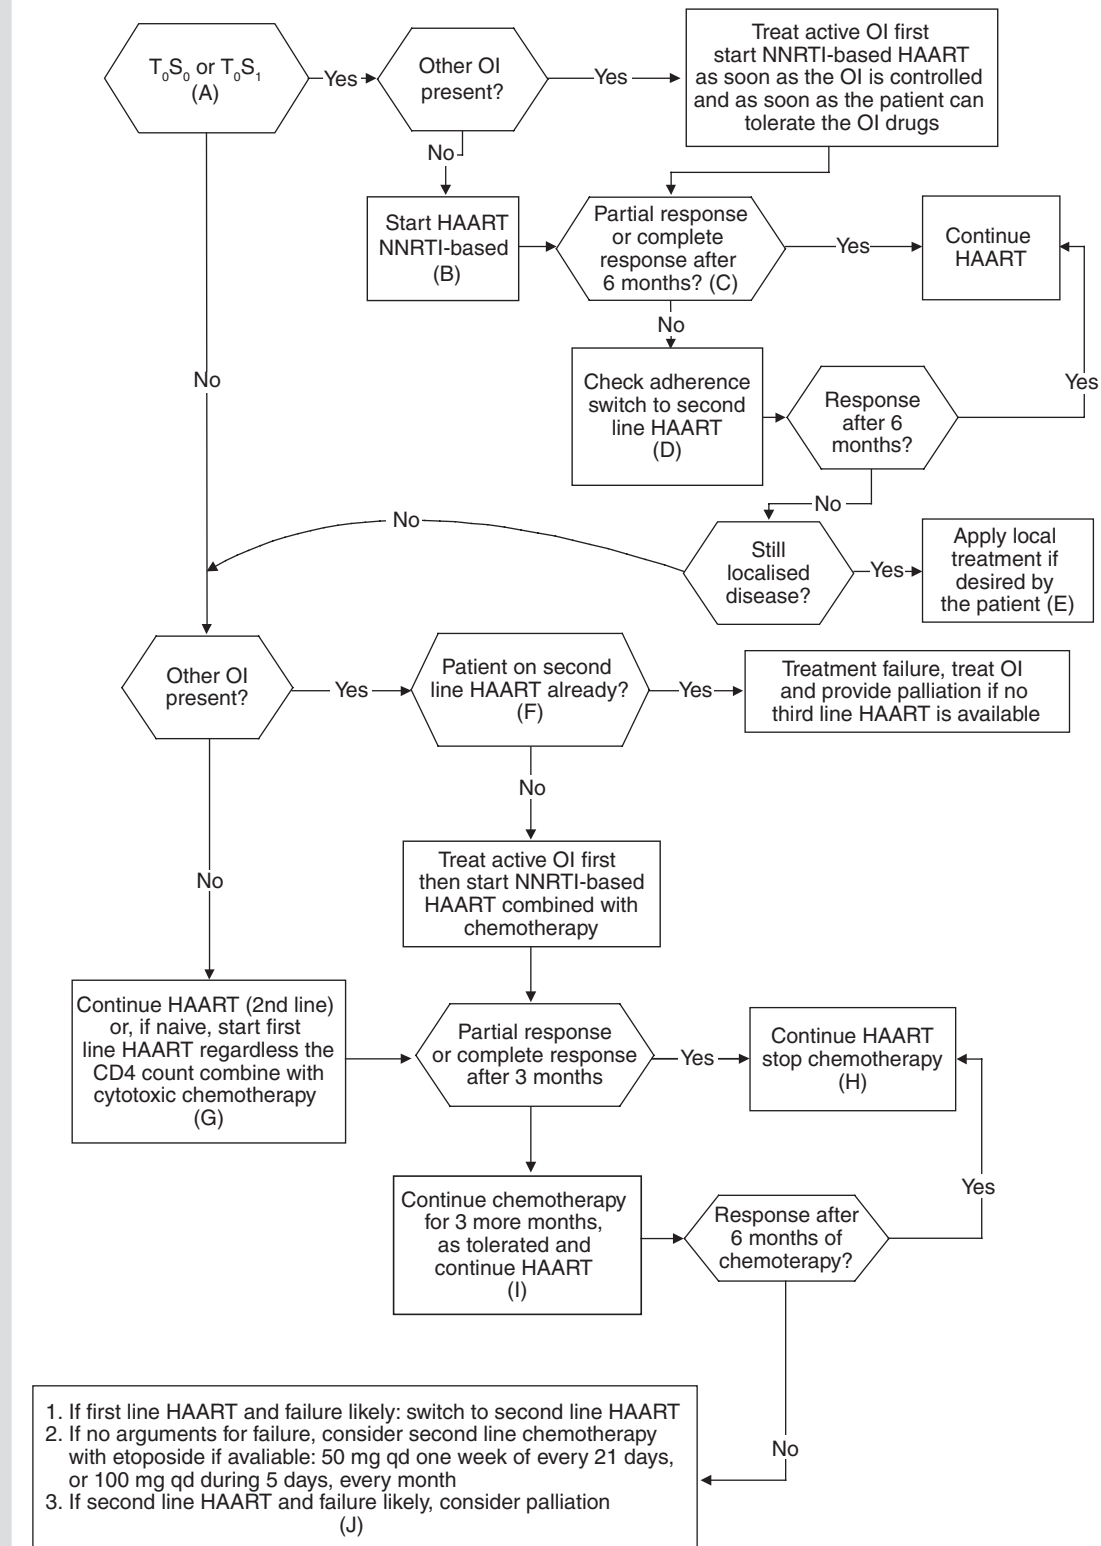 T₀S₀ or T₀S₁
(A)
Yes
Other OI
present?
Yes
Treat active OI first
start NNRTI-based HAART
as soon as the OI is controlled
and as soon as the patient can
tolerate the OI drugs
No
Start HAART
NNRTI-based
(B)
Partial response
or complete
response after
6 months? (C)
Yes
Continue
HAART
No
Check adherence
switch to second
line HAART
(D)
Response
after 6
months?
Yes
No
No
No
Still
localised
disease?
Yes
Apply local
treatment if
desired by
the patient (E)
Other OI
present?
Yes
Patient on second
line HAART already?
(F)
Yes
Treatment failure, treat OI
and provide palliation if no
third line HAART is available
No
Treat active OI first
then start NNRTI-based
HAART combined with
chemotherapy
No
Continue HAART (2nd line)
or, if naive, start first
line HAART regardless the
CD4 count combine with
cytotoxic chemotherapy
(G)
Partial response
or complete response
after 3 months
Yes
Continue HAART
stop chemotherapy
(H)
Continue chemotherapy
for 3 more months,
as tolerated and
continue HAART
(I)
Response after
6 months of
chemoterapy?
Yes
No
1. If first line HAART and failure likely: switch to second line HAART
2. If no arguments for failure, consider second line chemotherapy
with etoposide if avaliable: 50 mg qd one week of every 21 days,
or 100 mg qd during 5 days, every month
3. If second line HAART and failure likely, consider palliation
(J)